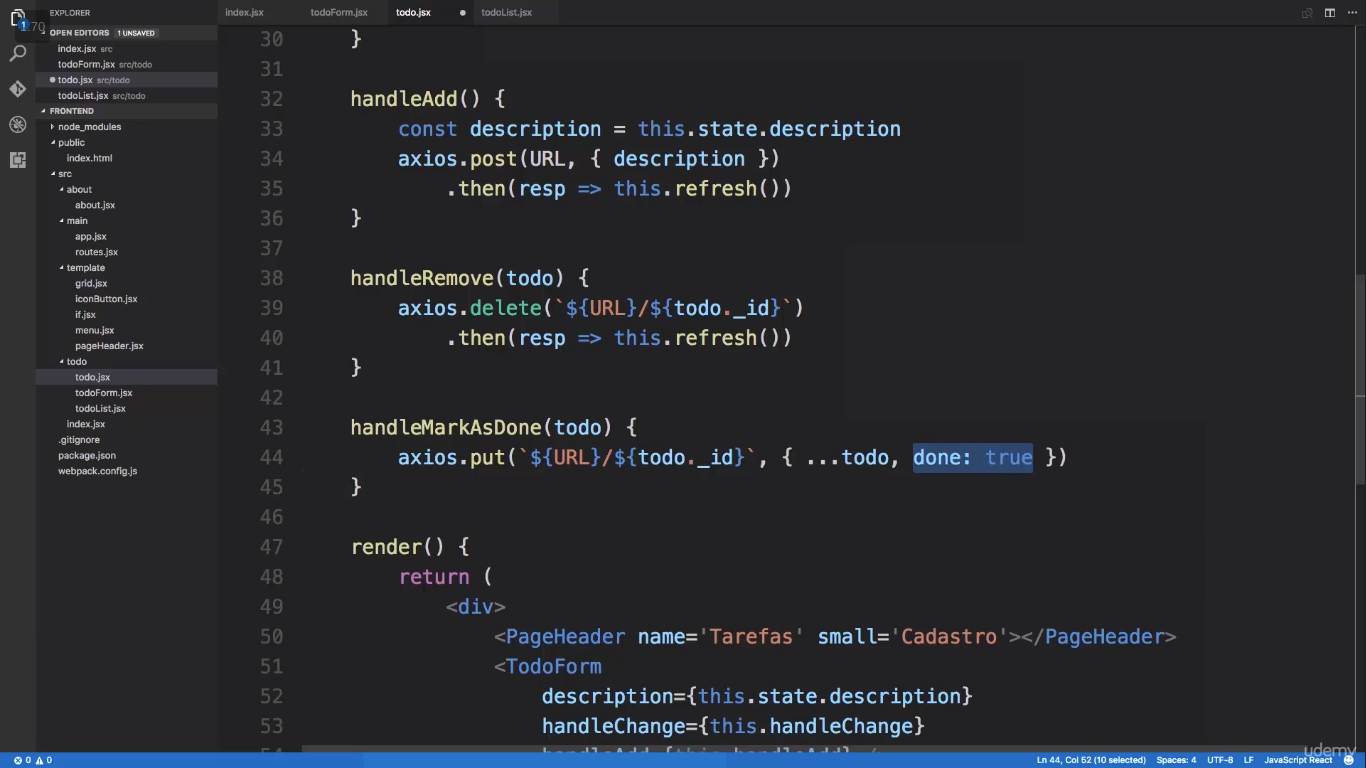 EXPLORER
index.jsx todoForm.jsx todo.jsx todoList.jsx
1
OPEN EDITORS 1 UNSAVED
index.jsx src
todoForm.jsx src/todo
todo.jsx src/todo
todoList.jsx src/todo
FRONTEND
node_modules
public
index.html
src
about
about.jsx
main
app.jsx
routes.jsx
template
grid.jsx
iconButton.jsx
if.jsx
menu.jsx
pageHeader.jsx
todo
todo.jsx
todoForm.jsx
todoList.jsx
index.jsx
.gitignore
package.json
webpack.config.js
30 }
31
32 handleAdd() {
33 const description = this.state.description
34 axios.post(URL, { description })
35 .then(resp => this.refresh())
36 }
37
38 handleRemove(todo) {
39 axios.delete(`${URL}/${todo._id}`)
40 .then(resp => this.refresh())
41 }
42
43 handleMarkAsDone(todo) {
44 axios.put(`${URL}/${todo._id}`, { ...todo, done: true })
45 }
46
47 render() {
48 return (
49 <div>
50 <PageHeader name='Tarefas' small='Cadastro'></PageHeader>
51 <TodoForm
52 description={this.state.description}
53 handleChange={this.handleChange}
0 0 Ln 44, Col 52 (10 selected) Spaces: 4 UTF-8 LF JavaScript React
udemy